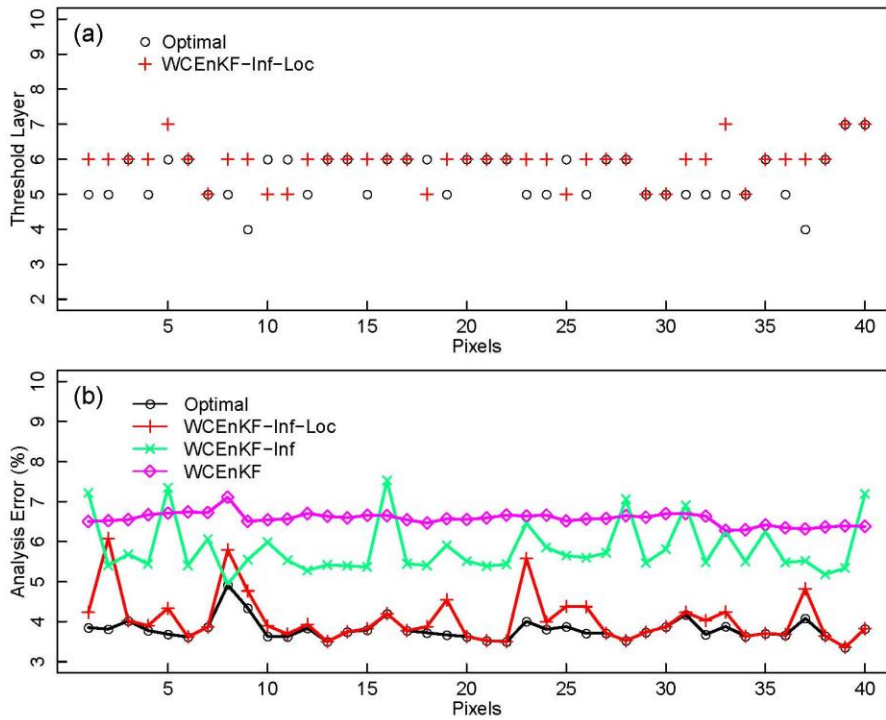 (a)
Optimal
WCEnKF-Inf-Loc
Threshold Layer
10
9
8
7
6
5
4
3
2
5 10 15 20 25 30 35 40
Pixels
(b)
Optimal
WCEnKF-Inf-Loc
WCEnKF-Inf
WCEnKF
Analysis Error (%)
10
9
8
7
6
5
4
3
5 10 15 20 25 30 35 40
Pixels